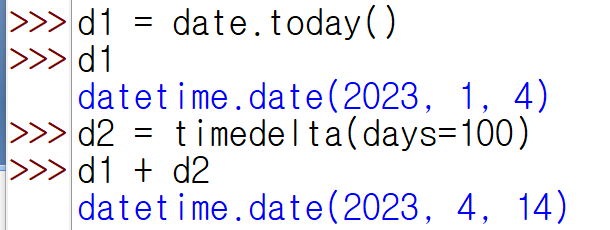 >>> d1 = date.today()
>>> d1
datetime.date(2023, 1, 4)
>>> d2 = timedelta(days=100)
>>> d1 + d2
datetime.date(2023, 4, 14)